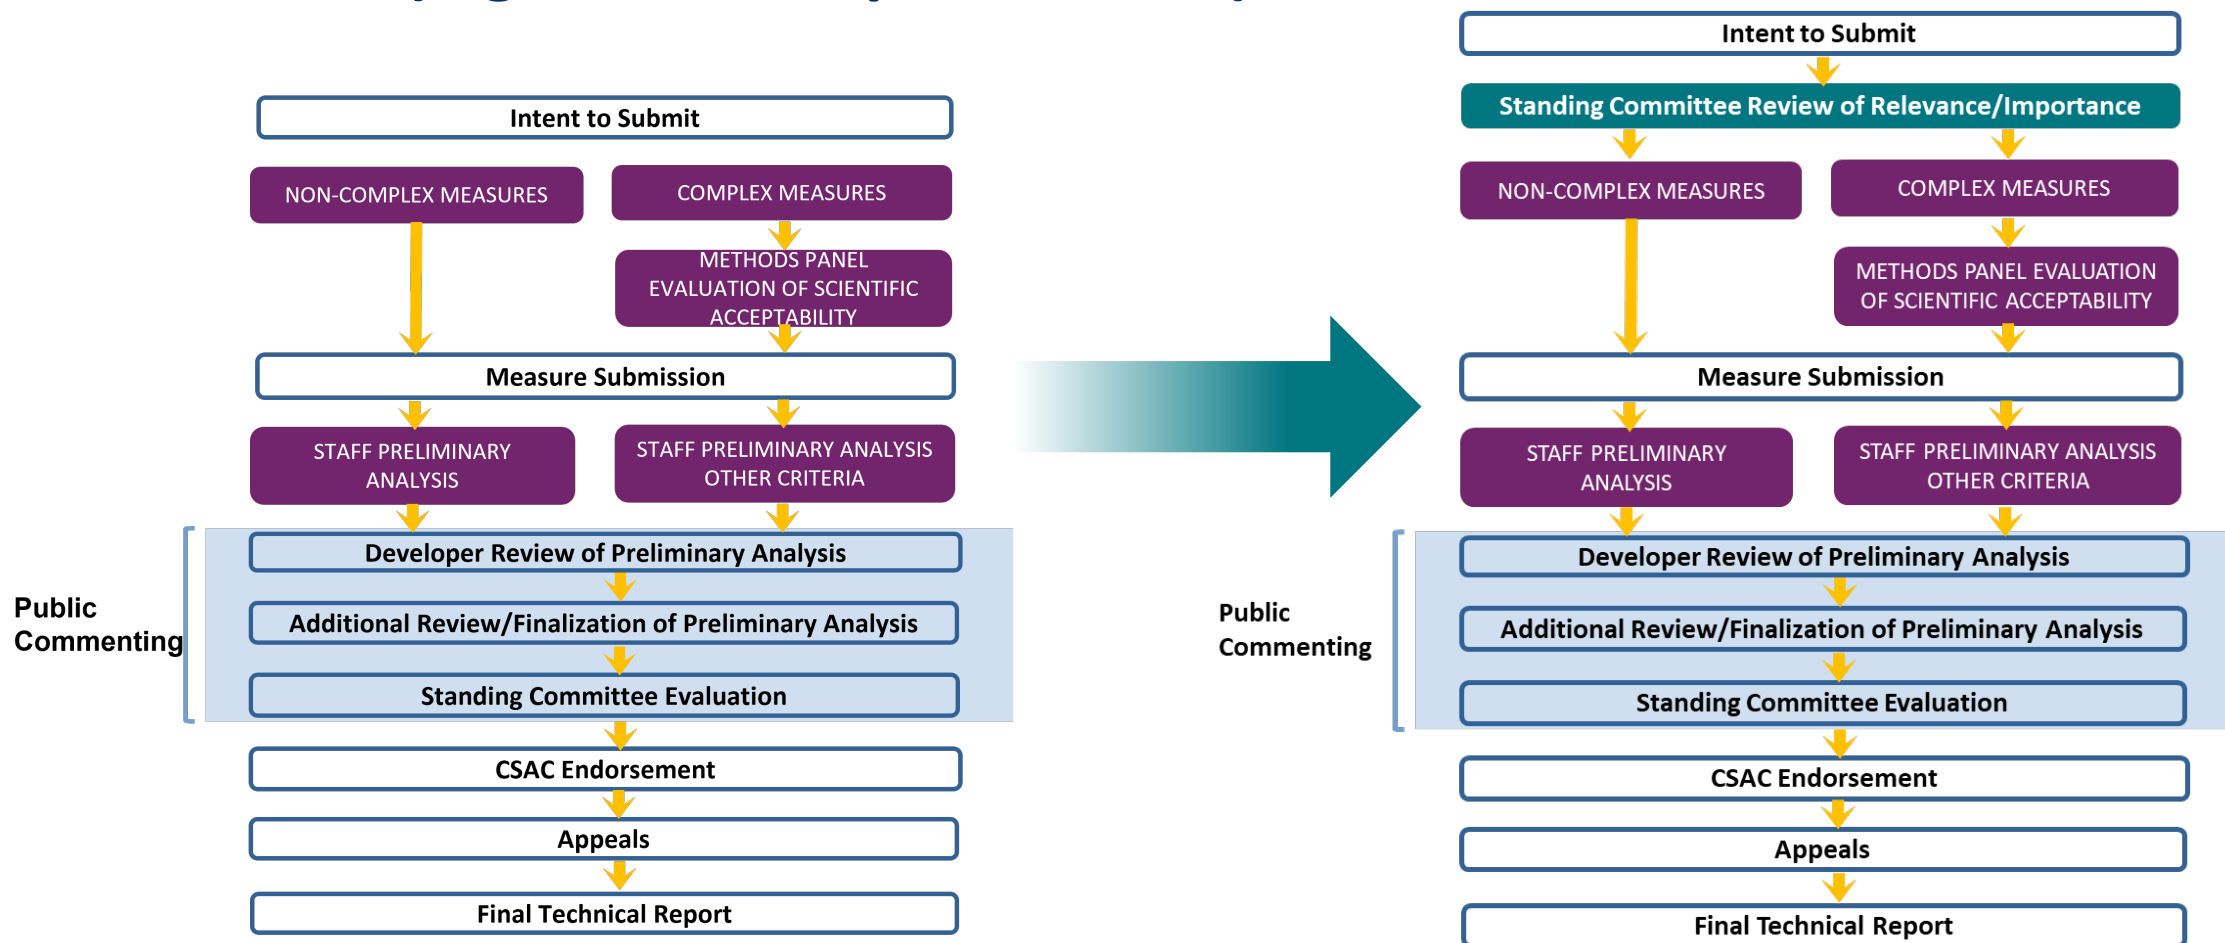 Intent to Submit
NON-COMPLEX MEASURES
COMPLEX MEASURES
METHODS PANEL
EVALUATION OF SCIENTIFIC
ACCEPTABILITY
Measure Submission
STAFF PRELIMINARY
ANALYSIS
STAFF PRELIMINARY ANALYSIS
OTHER CRITERIA
Public
Commenting
Developer Review of Preliminary Analysis
Additional Review/Finalization of Preliminary Analysis
Standing Committee Evaluation
CSAC Endorsement
Appeals
Final Technical Report
Intent to Submit
Standing Committee Review of Relevance/Importance
NON-COMPLEX MEASURES
COMPLEX MEASURES
METHODS PANEL EVALUATION
OF SCIENTIFIC ACCEPTABILITY
Measure Submission
STAFF PRELIMINARY
ANALYSIS
STAFF PRELIMINARY ANALYSIS
OTHER CRITERIA
Public
Commenting
Developer Review of Preliminary Analysis
Additional Review/Finalization of Preliminary Analysis
Standing Committee Evaluation
CSAC Endorsement
Appeals
Final Technical Report